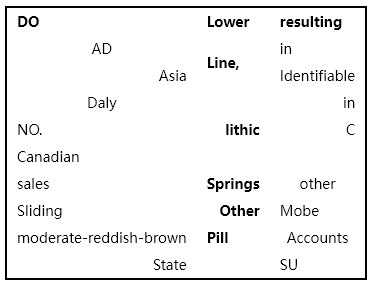 DO Lower resulting
AD in
Line,
Asia Identifiable
Daly in
NO. lithic C
Canadian
sales Springs other
Sliding Other Mobe
moderate-reddish-brown Pill Accounts
State SU